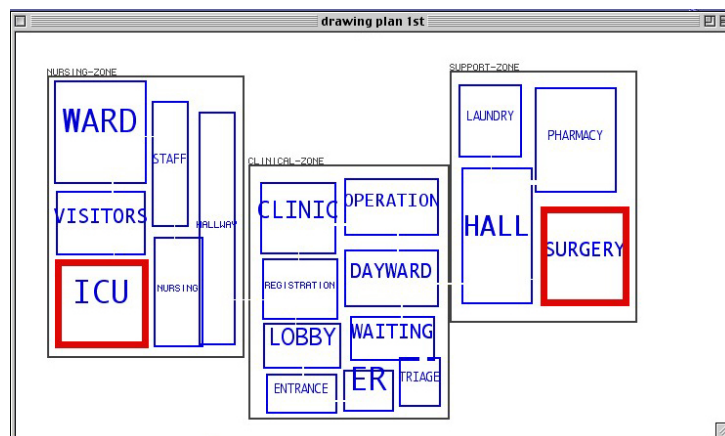 drawing plan 1st
NURSING-ZONE
WARD
STAFF
VISITORS
HALLWAY
ICU
NURSING
CLINICAL-ZONE
CLINIC
OPERATION
REGISTRATION
DAYWARD
LOBBY
WAITING
ENTRANCE
ER
TRIAGE
SUPPORT-ZONE
LAUNDRY
PHARMACY
HALL
SURGERY